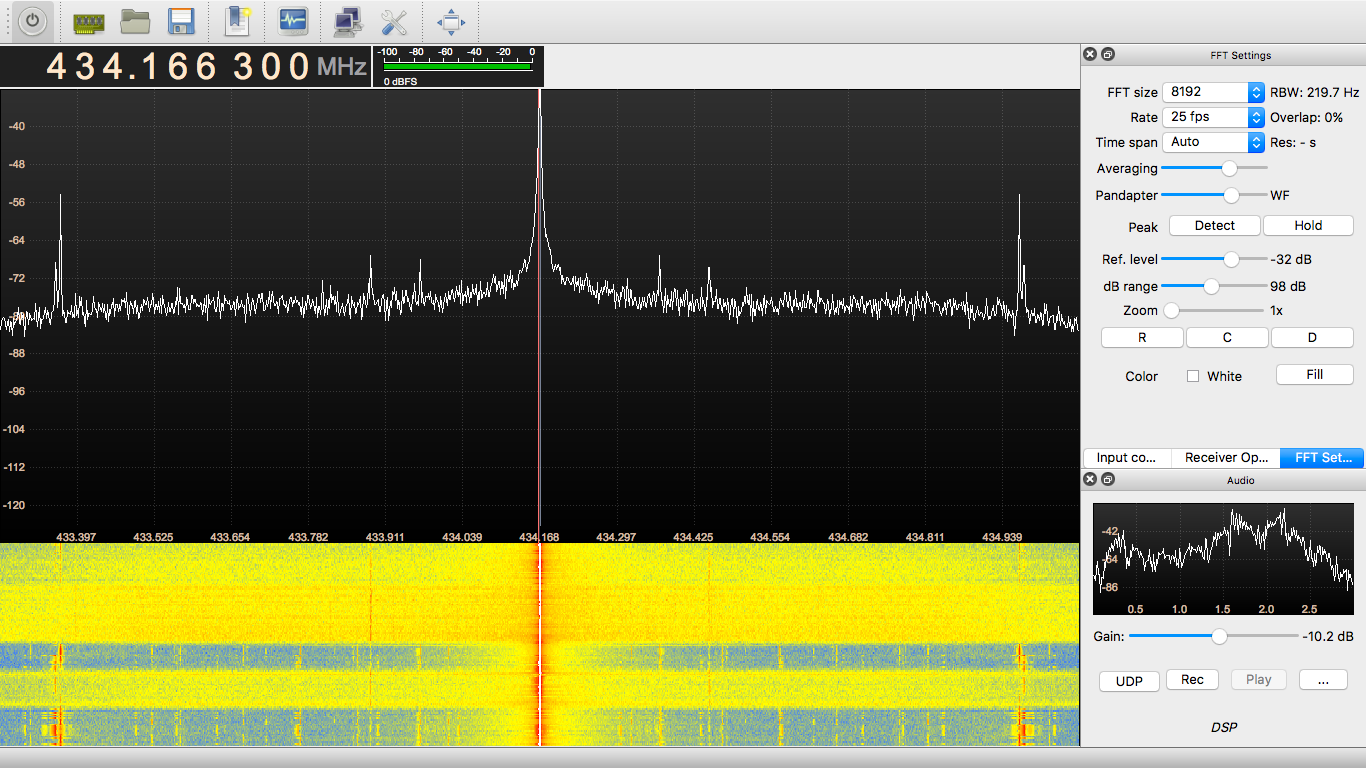 434.166 300 MHz
-100 -80 -60 -40 -20 0
0 dBFS
-40
-48
-56
-64
-72
-80
-88
-96
-104
-112
-120
433.397 433.525 433.654 433.782 433.911 434.039 434.168 434.297 434.425 434.554 434.682 434.811 434.939
FFT Settings
FFT size 8192 RBW: 219.7 Hz
Rate 25 fps Overlap: 0%
Time span Auto Res: - s
Averaging
Pandapter WF
Peak Detect Hold
Ref. level -32 dB
dB range 98 dB
Zoom 1x
R C D
Color White Fill
Input co... Receiver Op... FFT Set...
Audio
-42
-64
-86
0.5 1.0 1.5 2.0 2.5
Gain: -10.2 dB
UDP Rec Play ...
DSP